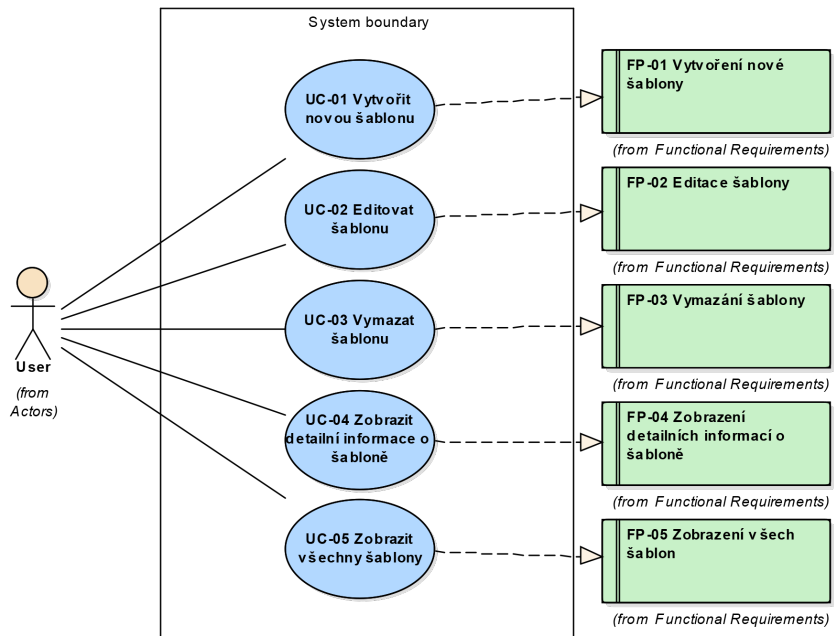 System boundary
UC-01 Vytvořit
novou šablonu
FP-01 Vytvoření nové
šablony
(from Functional Requirements)
UC-02 Editovat
šablonu
FP-02 Editace šablony
(from Functional Requirements)
User
(from
Actors)
UC-03 Vymazat
šablonu
FP-03 Vymazání šablony
(from Functional Requirements)
UC-04 Zobrazit
detailní informace o
šabloně
FP-04 Zobrazení
detailních informací o
šabloně
(from Functional Requirements)
UC-05 Zobrazit
všechny šablony
FP-05 Zobrazení všech
šablon
(from Functional Requirements)